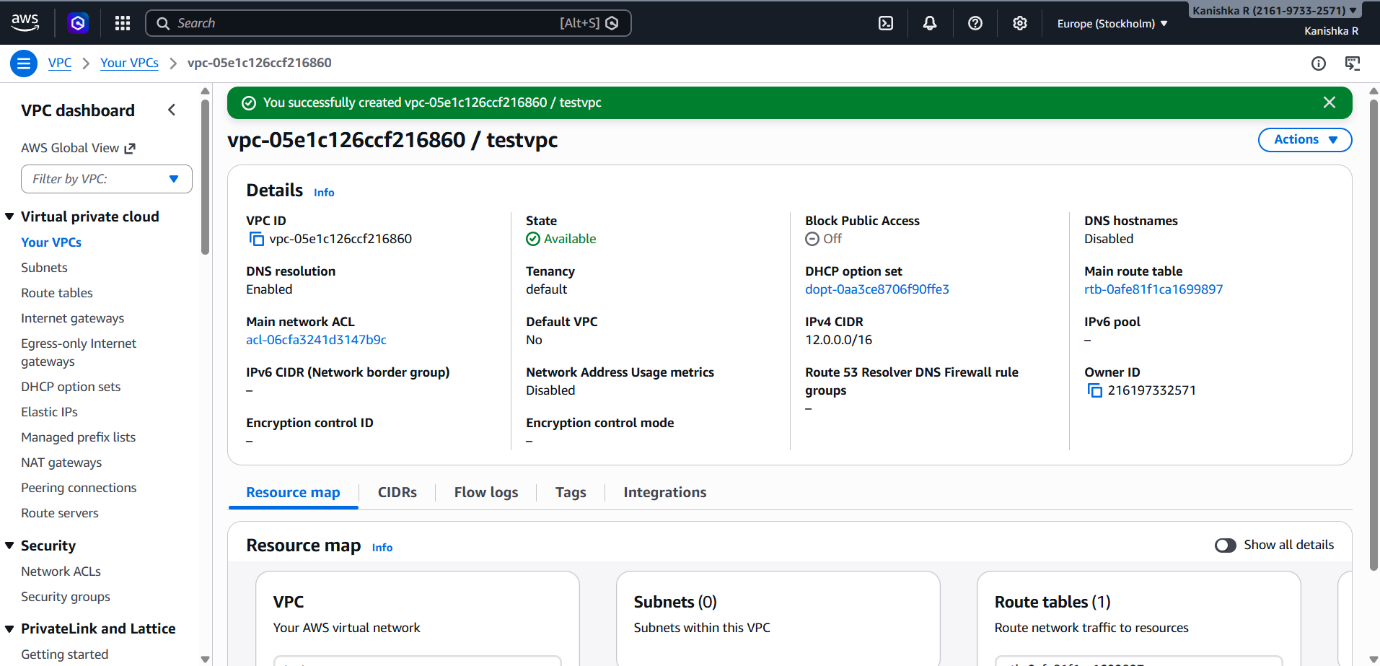 aws
Search
[Alt+S]
Europe (Stockholm)
Kanishka R (2161-9733-2571)
Kanishka R
VPC
Your VPCs
vpc-05e1c126ccf216860
VPC dashboard
AWS Global View
Filter by VPC:
Virtual private cloud
Your VPCs
Subnets
Route tables
Internet gateways
Egress-only Internet
gateways
DHCP option sets
Elastic IPs
Managed prefix lists
NAT gateways
Peering connections
Route servers
Security
Network ACLs
Security groups
PrivateLink and Lattice
Getting started
You successfully created vpc-05e1c126ccf216860 / testvpc
vpc-05e1c126ccf216860 / testvpc
Actions
Details Info
VPC ID
vpc-05e1c126ccf216860
State
Available
Block Public Access
Off
DNS hostnames
Disabled
DNS resolution
Enabled
Tenancy
default
DHCP option set
dopt-0aa3ce8706f90ffe3
Main route table
rtb-0afe81f1ca1699897
Main network ACL
acl-06cfa3241d3147b9c
Default VPC
No
IPv4 CIDR
12.0.0.0/16
IPv6 pool
–
IPv6 CIDR (Network border group)
–
Network Address Usage metrics
Disabled
Route 53 Resolver DNS Firewall rule
groups
–
Owner ID
216197332571
Encryption control ID
–
Encryption control mode
–
Resource map
CIDRs
Flow logs
Tags
Integrations
Resource map Info
Show all details
VPC
Your AWS virtual network
Subnets (0)
Subnets within this VPC
Route tables (1)
Route network traffic to resources